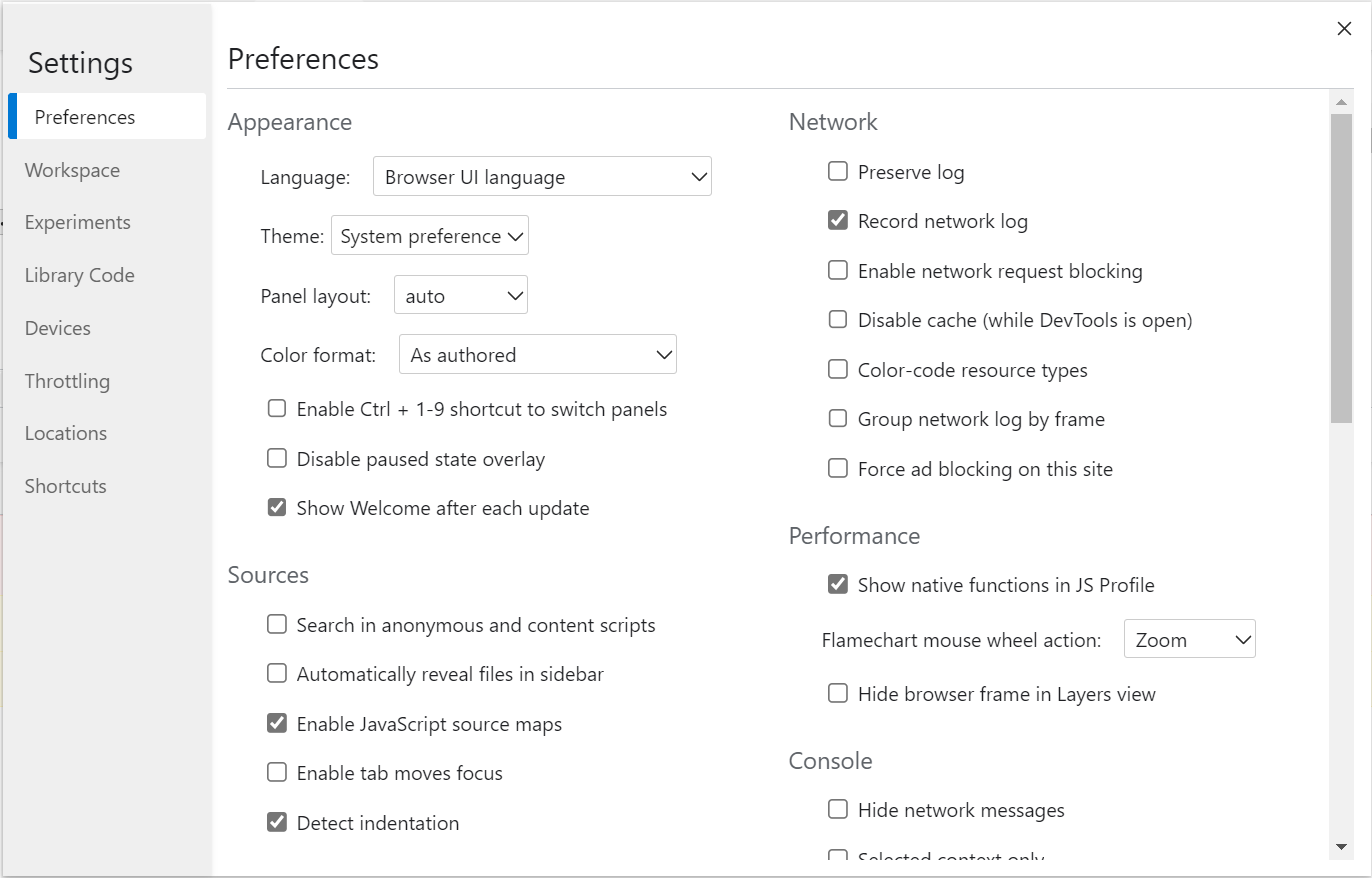 Settings
Preferences
Workspace
Experiments
Library Code
Devices
Throttling
Locations
Shortcuts
Preferences
Appearance
Language: Browser UI language
Theme: System preference
Panel layout: auto
Color format: As authored
Enable Ctrl + 1-9 shortcut to switch panels
Disable paused state overlay
Show Welcome after each update
Sources
Search in anonymous and content scripts
Automatically reveal files in sidebar
Enable JavaScript source maps
Enable tab moves focus
Detect indentation
Network
Preserve log
Record network log
Enable network request blocking
Disable cache (while DevTools is open)
Color-code resource types
Group network log by frame
Force ad blocking on this site
Performance
Show native functions in JS Profile
Flamechart mouse wheel action: Zoom
Hide browser frame in Layers view
Console
Hide network messages
Selected context only